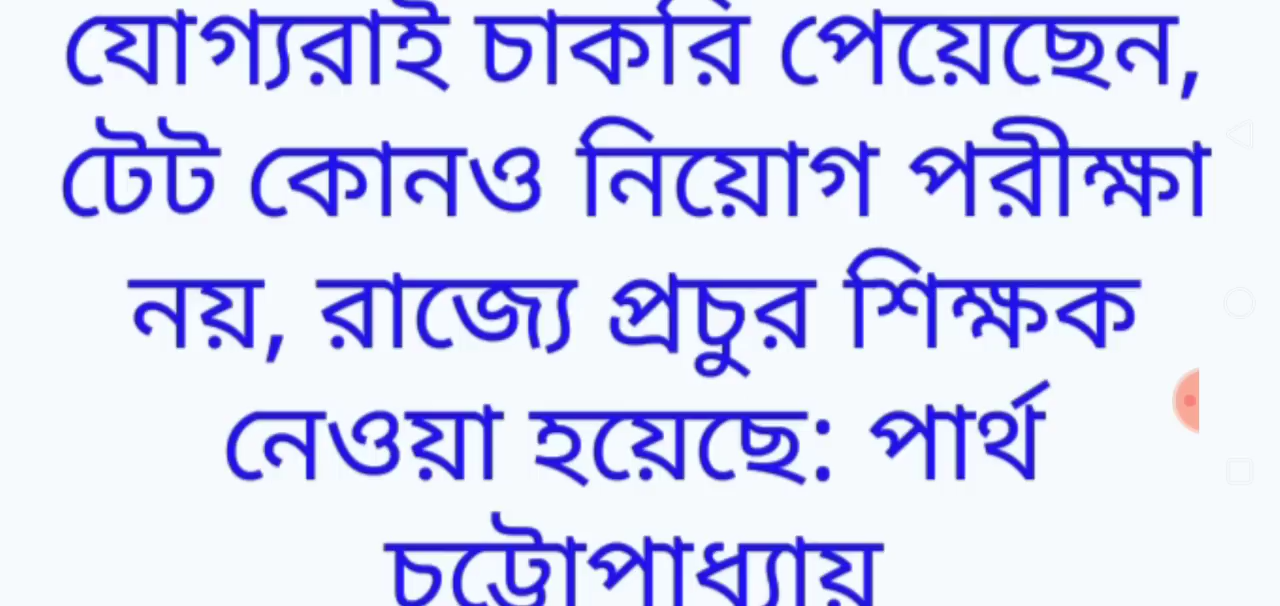 যোগ্যরাই চাকরি পেয়েছেন,
টেট কোনও নিয়োগ পরীক্ষা
নয়, রাজ্যে প্রচুর শিক্ষক
নেওয়া হয়েছে: পার্থ
চট্টোপাধ্যায়